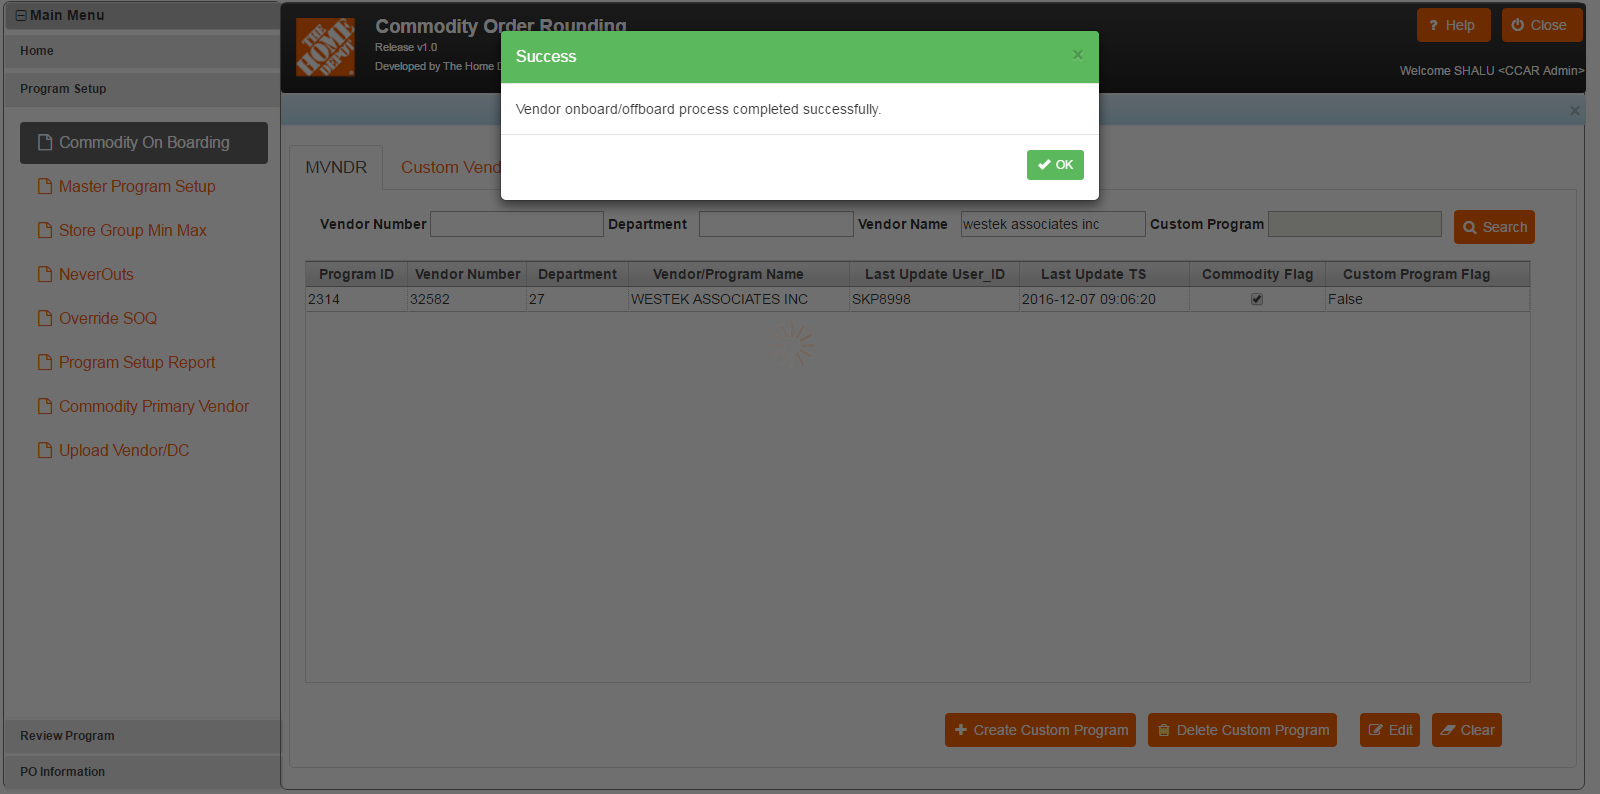 Main Menu
Home
Program Setup
Commodity On Boarding
Master Program Setup
Store Group Min Max
NeverOuts
Override SOQ
Program Setup Report
Commodity Primary Vendor
Upload Vendor/DC
Review Program
PO Information
THE HOME DEPOT
Commodity Order Rounding
Release v1.0
Developed by The Home D
? Help
Close
Welcome SHALU <CCAR Admin>
Success
×
Vendor onboard/offboard process completed successfully.
OK
×
MVNDR
Custom Vend
Vendor Number Department Vendor Name westek associates inc Custom Program Search
Program ID Vendor Number Department Vendor/Program Name Last Update User_ID Last Update TS Commodity Flag Custom Program Flag
2314 32582 27 WESTEK ASSOCIATES INC SKP8998 2016-12-07 09:06:20 False
Create Custom Program Delete Custom Program Edit Clear